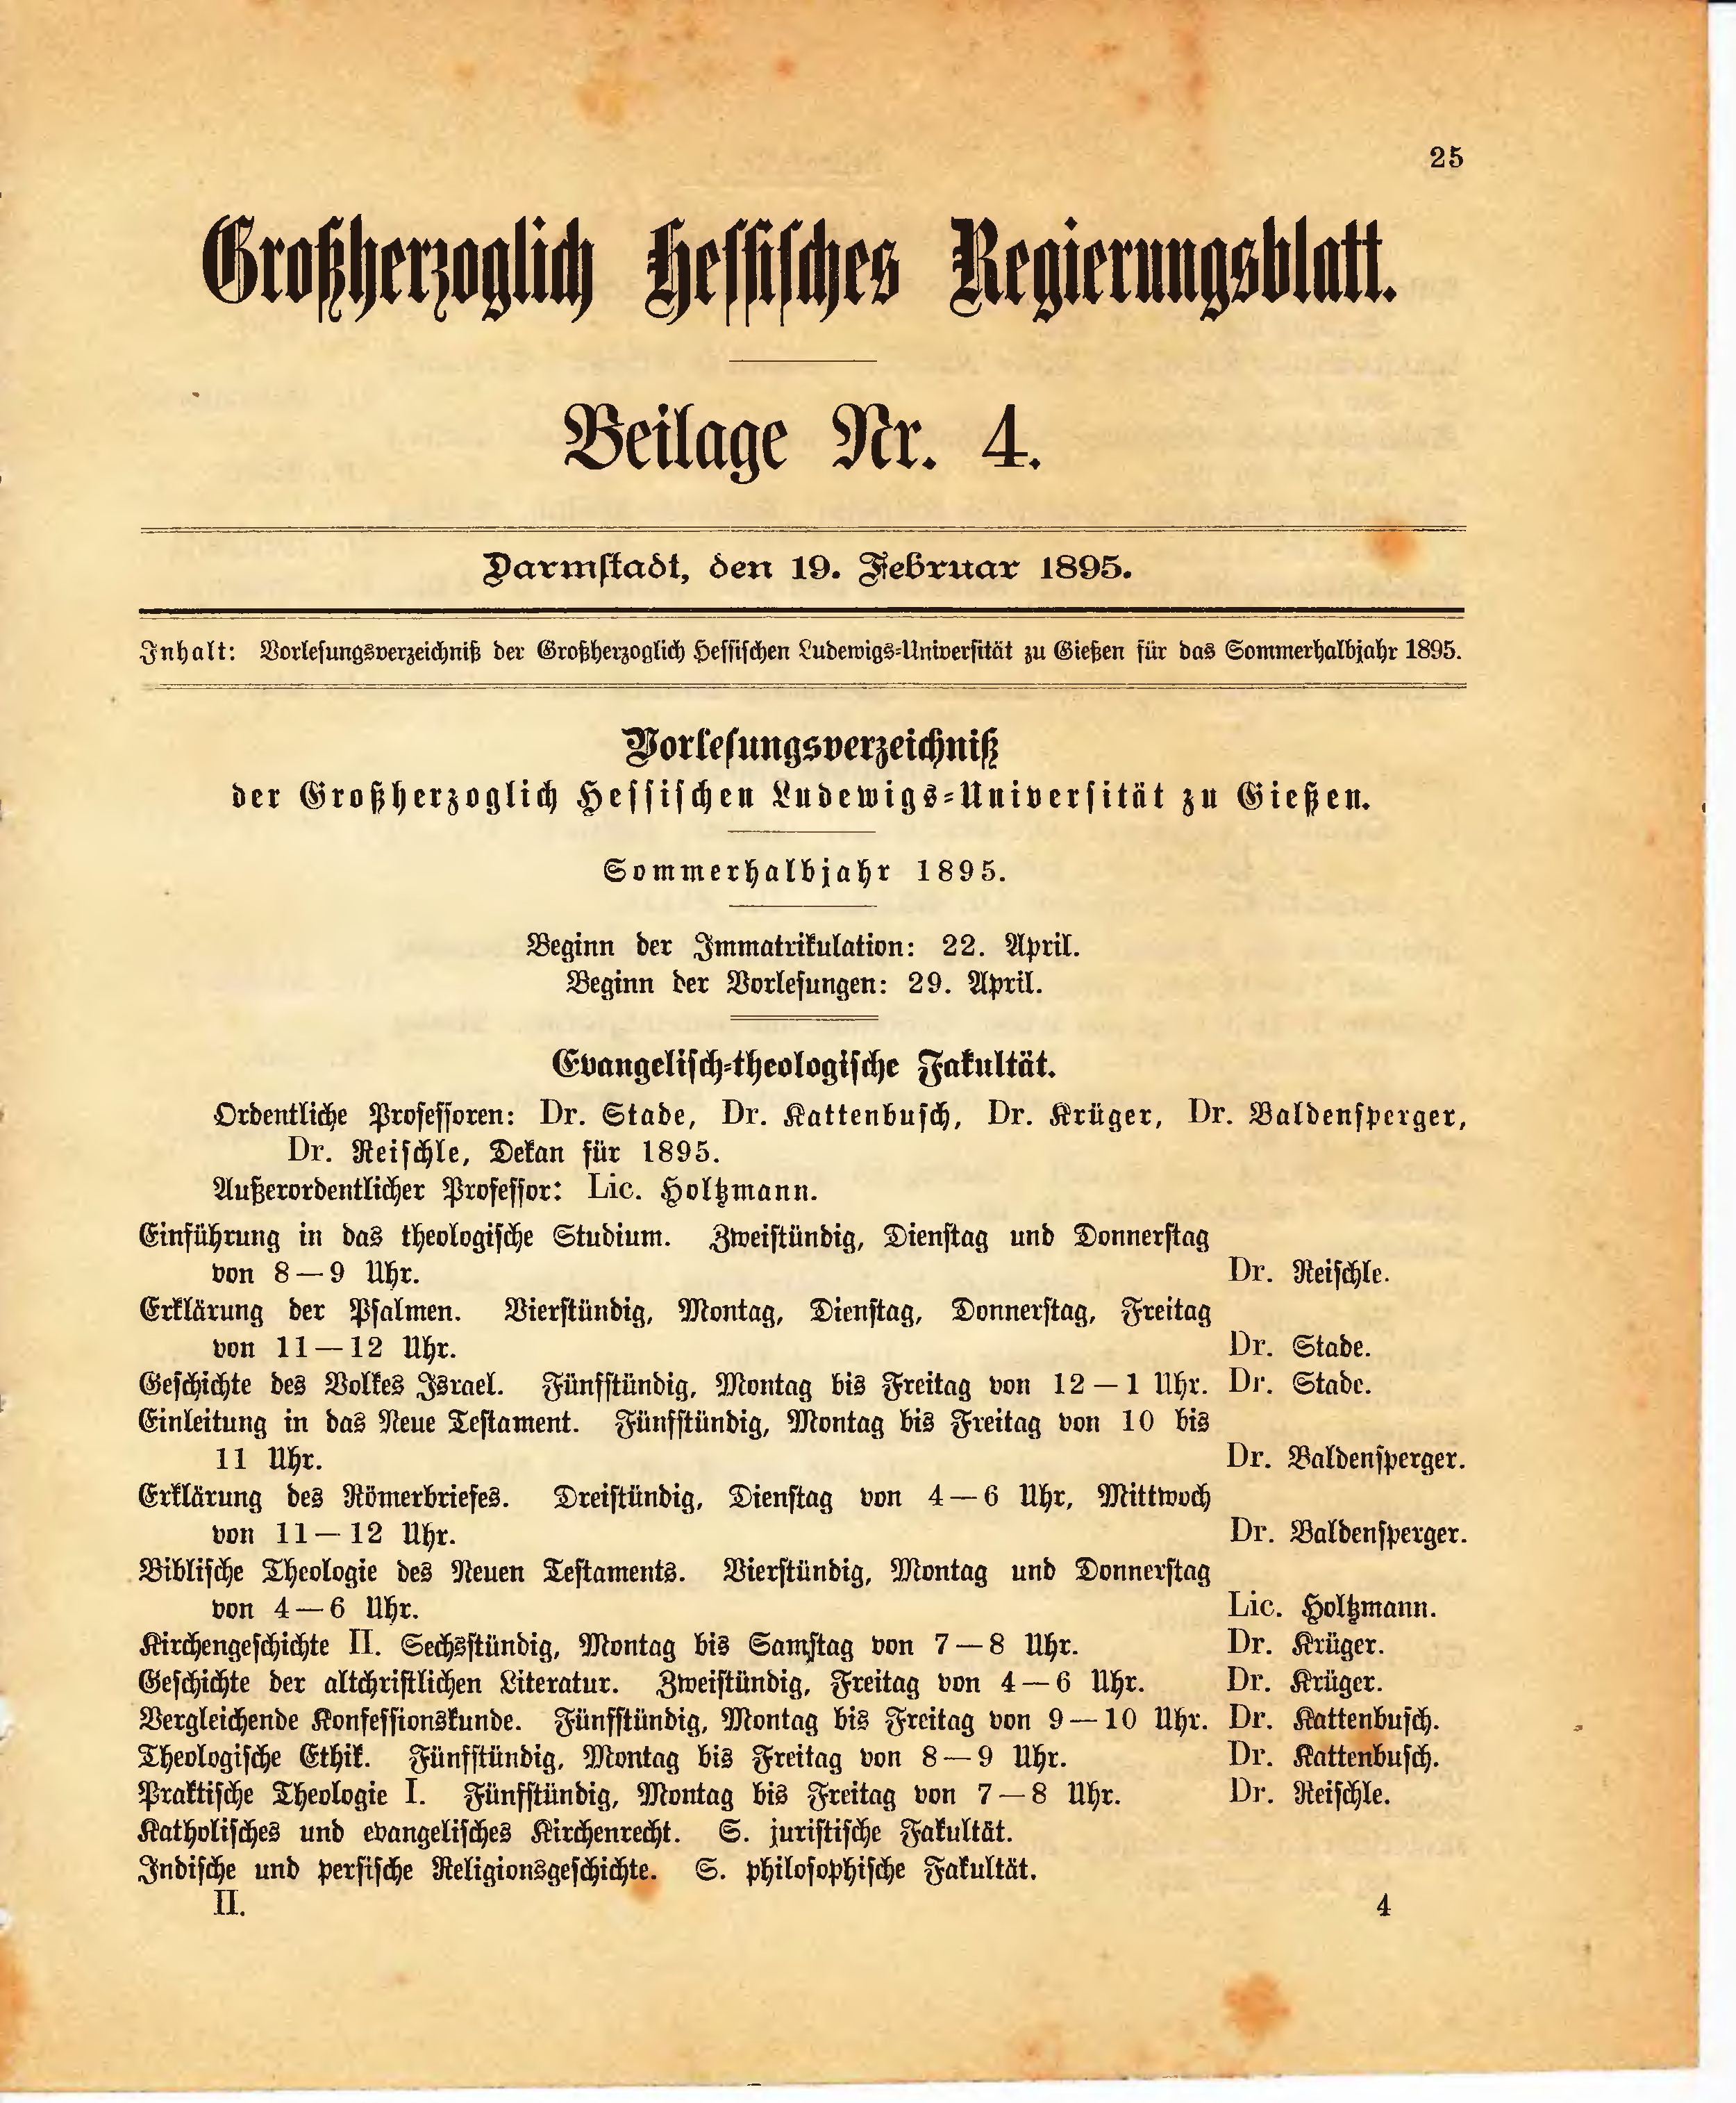 25
Großherzoglich Hessisches Regierungsblatt.
Beilage Nr. 4.
Darmstadt, den 19. Februar 1895.
Inhalt: Vorlesungsverzeichniß der Großherzoglich Hessischen Ludewigs-Universität zu Gießen für das Sommerhalbjahr 1895.
Vorlesungsverzeichniß
der Großherzoglich Hessischen Ludewigs-Universität zu Gießen.
Sommerhalbjahr 1895.
Beginn der Immatrikulation: 22. April.
Beginn der Vorlesungen: 29. April.
Evangelisch-theologische Fakultät.
Ordentliche Professoren: Dr. Stade, Dr. Kattenbusch, Dr. Krüger, Dr. Baldensperger,
Dr. Reischle, Dekan für 1895.
Außerordentlicher Professor: Lic. Holtzmann.
Einführung in das theologische Studium. Zweistündig, Dienstag und Donnerstag
von 8—9 Uhr. Dr. Reischle.
Erklärung der Psalmen. Vierstündig, Montag, Dienstag, Donnerstag, Freitag
von 11—12 Uhr. Dr. Stade.
Geschichte des Volkes Israel. Fünfstündig, Montag bis Freitag von 12—1 Uhr. Dr. Stade.
Einleitung in das Neue Testament. Fünfstündig, Montag bis Freitag von 10 bis
11 Uhr. Dr. Baldensperger.
Erklärung des Römerbriefes. Dreistündig, Dienstag von 4—6 Uhr, Mittwoch
von 11—12 Uhr. Dr. Baldensperger.
Biblische Theologie des Neuen Testaments. Vierstündig, Montag und Donnerstag
von 4—6 Uhr. Lic. Holtzmann.
Kirchengeschichte II. Sechsstündig, Montag bis Samstag von 7—8 Uhr. Dr. Krüger.
Geschichte der altchristlichen Literatur. Zweistündig, Freitag von 4—6 Uhr. Dr. Krüger.
Vergleichende Konfessionskunde. Fünfstündig, Montag bis Freitag von 9—10 Uhr. Dr. Kattenbusch.
Theologische Ethik. Fünfstündig, Montag bis Freitag von 8—9 Uhr. Dr. Kattenbusch.
Praktische Theologie I. Fünfstündig, Montag bis Freitag von 7—8 Uhr. Dr. Reischle.
Katholisches und evangelisches Kirchenrecht. S. juristische Fakultät.
Indische und persische Religionsgeschichte. S. philosophische Fakultät.
II. 4